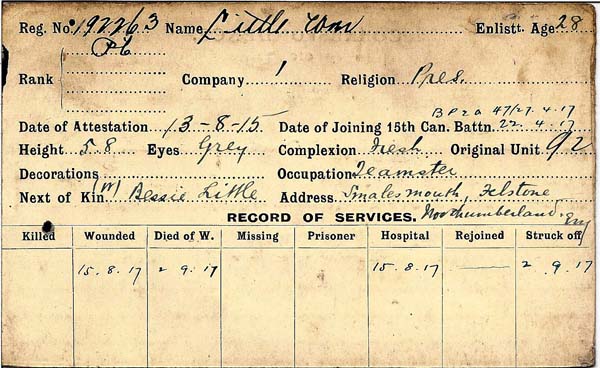 Reg. No. 192263 Name Little Wm Enlistt. Age 28
Pte
Rank Company 1 Religion Pres.
B P 2 a 47/27.4.17
Date of Attestation 13-8-15 Date of Joining 15th Can. Battn. 22.4.17
Height 5.8 Eyes Grey Complexion Fresh Original Unit 92
Decorations Occupation Teamster
Next of Kin (M) Bessie Little Address Smalesmouth, Felstone
RECORD OF SERVICES. Northumberland, Eng
Killed Wounded Died of W. Missing Prisoner Hospital Rejoined Struck off
15.8.17 2 9.17 15.8.17 — 2 9.17